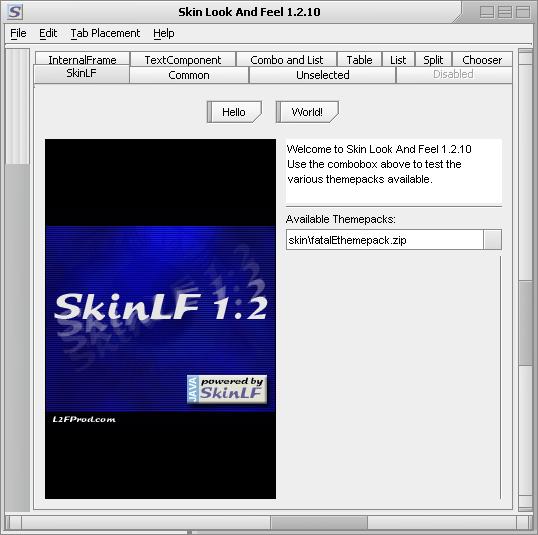 Skin Look And Feel 1.2.10
File Edit Tab Placement Help
InternalFrame TextComponent Combo and List Table List Split Chooser
SkinLF Common Unselected Disabled
Hello World!
Welcome to Skin Look And Feel 1.2.10
Use the combobox above to test the
various themepacks available.
Available Themepacks:
skin\fatalEthemepack.zip
SkinLF 1.2
JAVA
powered by
SkinLF
L2FProd.com